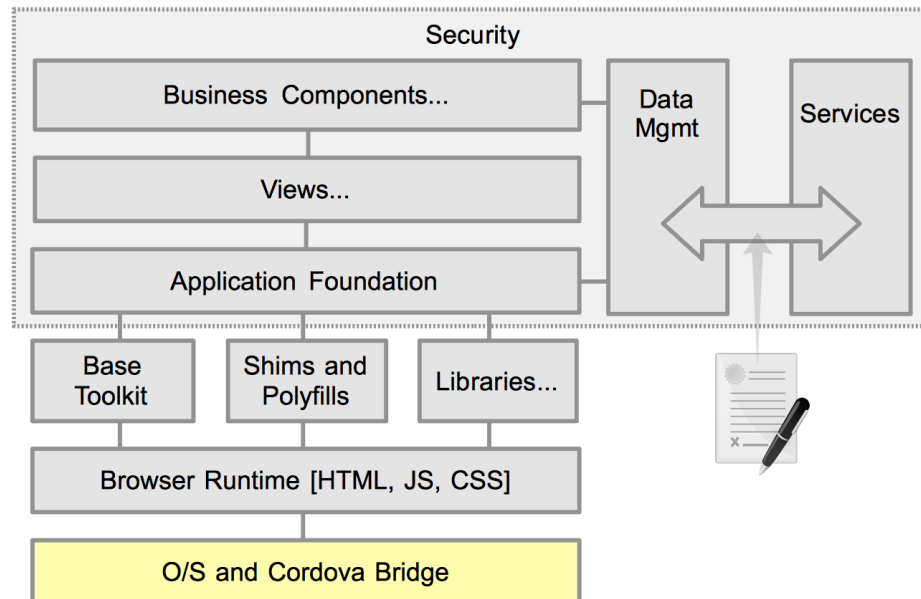 Security
Business Components...
Data
Mgmt
Services
Views...
Application Foundation
Base
Toolkit
Shims and
Polyfills
Libraries...
Browser Runtime [HTML, JS, CSS]
O/S and Cordova Bridge